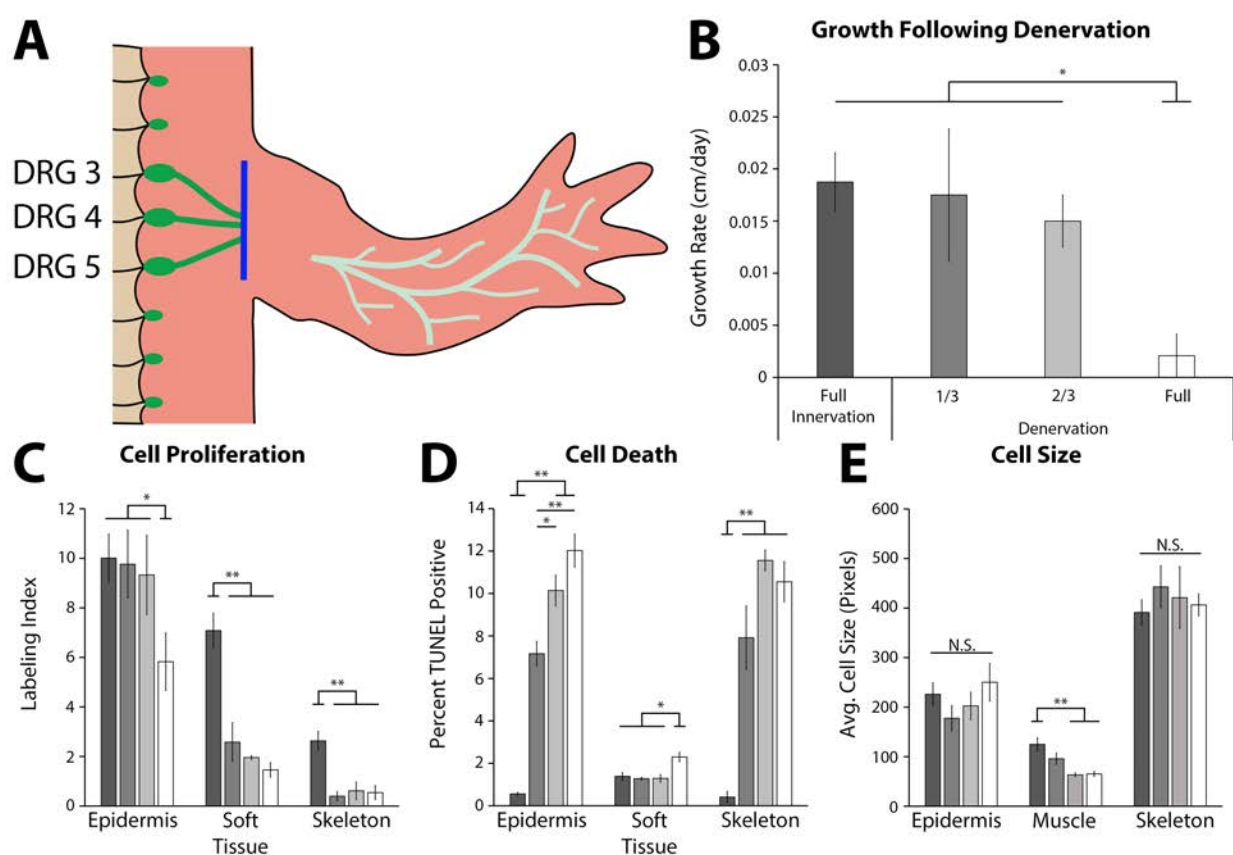 A
DRG 3
DRG 4
DRG 5
B
Growth Following Denervation
Growth Rate (cm/day)
0.03
0.025
0.02
0.015
0.01
0.005
0
*
Full
Innervation
1/3
2/3
Full
Denervation
C
Cell Proliferation
Labeling Index
12
10
8
6
4
2
0
*
**
**
Epidermis
Soft
Tissue
Skeleton
D
Cell Death
Percent TUNEL Positive
14
12
10
8
6
4
2
0
**
**
*
*
**
Epidermis
Soft
Tissue
Skeleton
E
Cell Size
Avg. Cell Size (Pixels)
600
500
400
300
200
100
0
N.S.
**
N.S.
Epidermis
Muscle
Skeleton